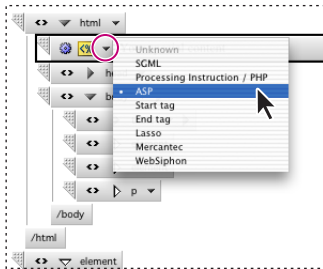 html
<%
Unknown
SGML
Processing Instruction / PHP
ASP
Start tag
End tag
Lasso
Mercantec
WebSiphon
p
/body
/html
element